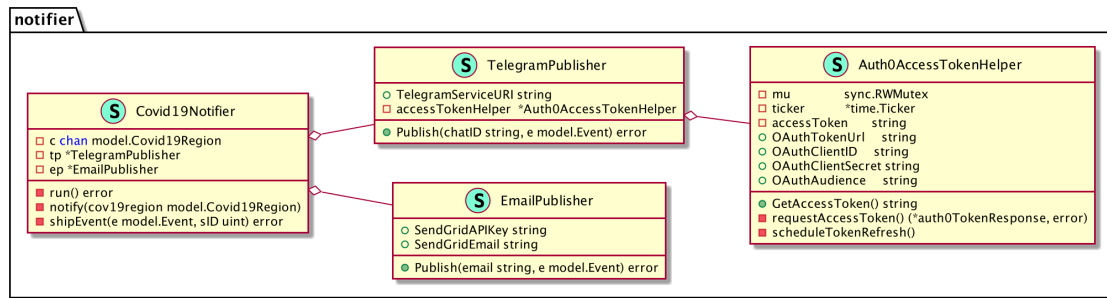 notifier
S Covid19Notifier
c chan model.Covid19Region
tp *TelegramPublisher
ep *EmailPublisher
run() error
notify(cov19region model.Covid19Region)
shipEvent(e model.Event, sID uint) error
S TelegramPublisher
TelegramServiceURI string
accessTokenHelper *Auth0AccessTokenHelper
Publish(chatID string, e model.Event) error
S EmailPublisher
SendGridAPIKey string
SendGridEmail string
Publish(email string, e model.Event) error
S Auth0AccessTokenHelper
mu sync.RWMutex
ticker *time.Ticker
accessToken string
OAuthTokenUrl string
OAuthClientID string
OAuthClientSecret string
OAuthAudience string
GetAccessToken() string
requestAccessToken() (*auth0TokenResponse, error)
scheduleTokenRefresh()